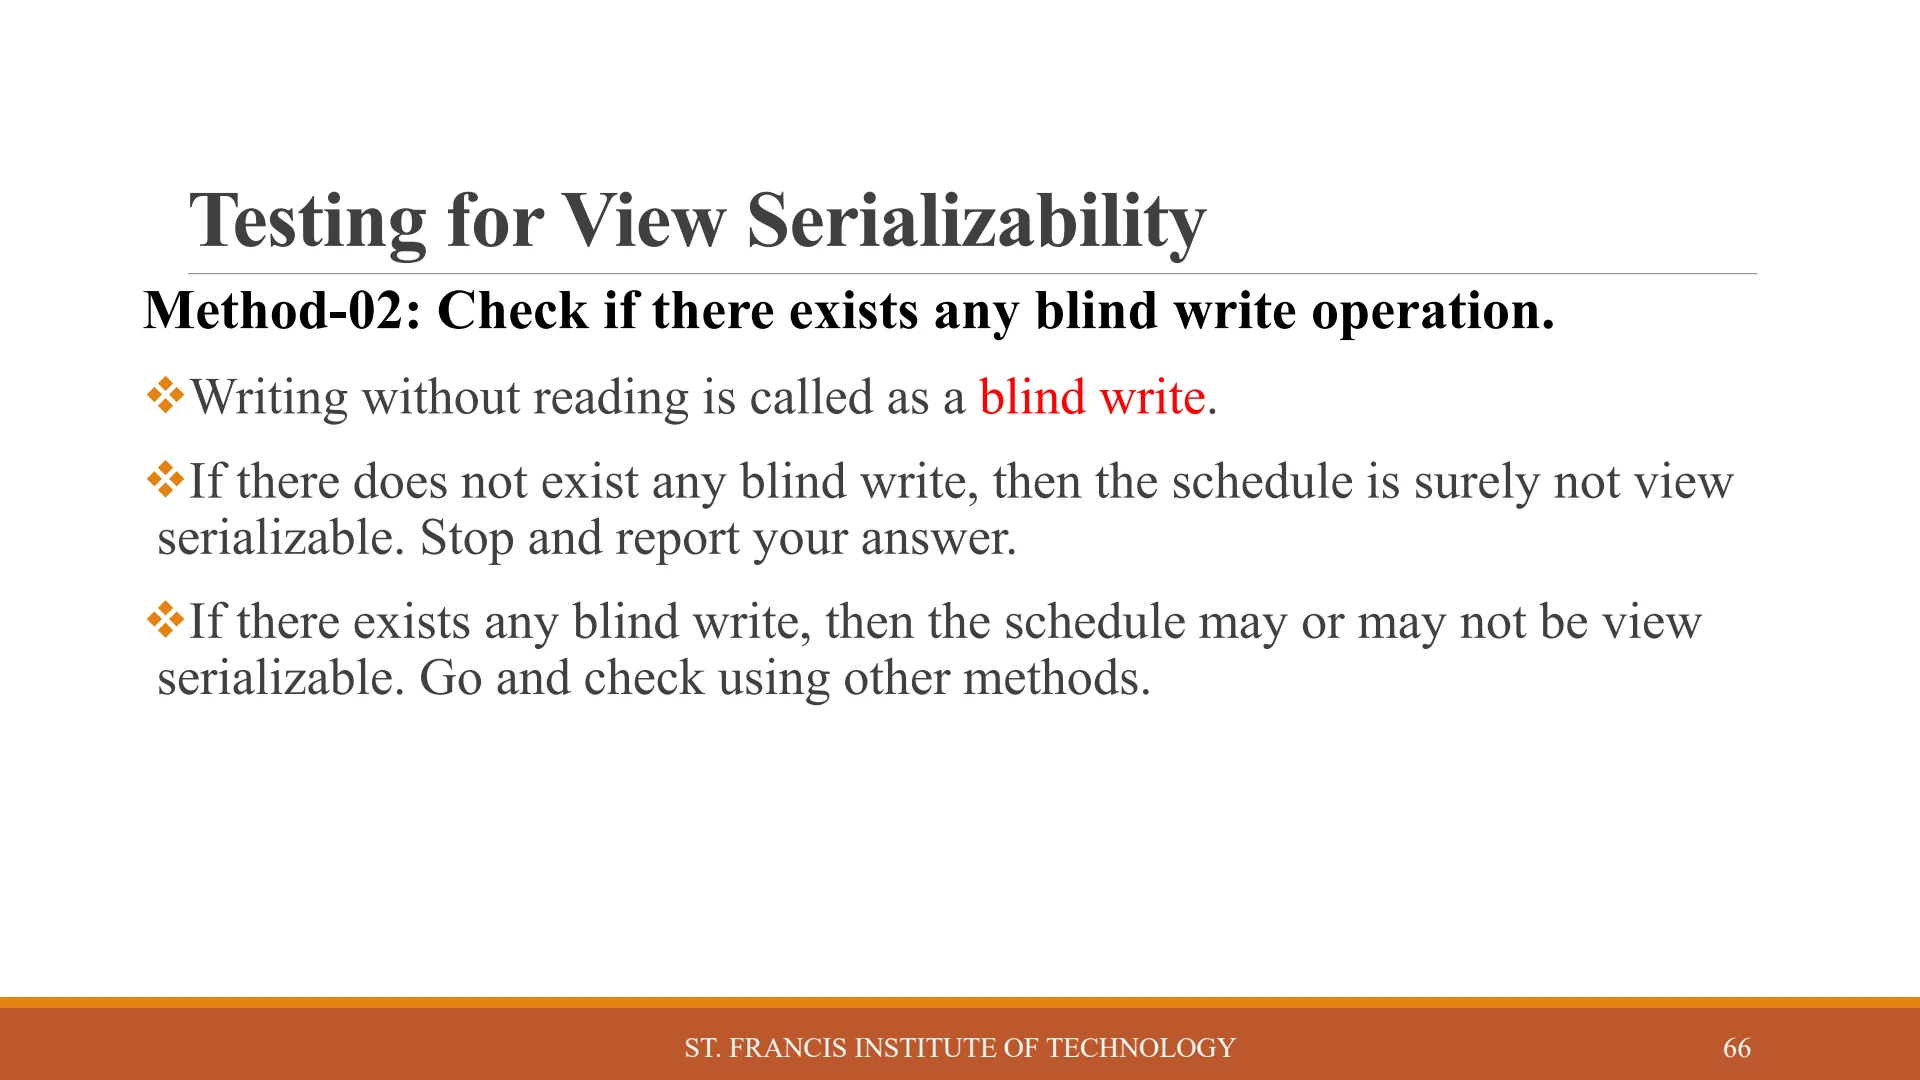 Testing for View Serializability
Method-02: Check if there exists any blind write operation.
❖Writing without reading is called as a blind write.
❖If there does not exist any blind write, then the schedule is surely not view
serializable. Stop and report your answer.
❖If there exists any blind write, then the schedule may or may not be view
serializable. Go and check using other methods.
ST. FRANCIS INSTITUTE OF TECHNOLOGY
66